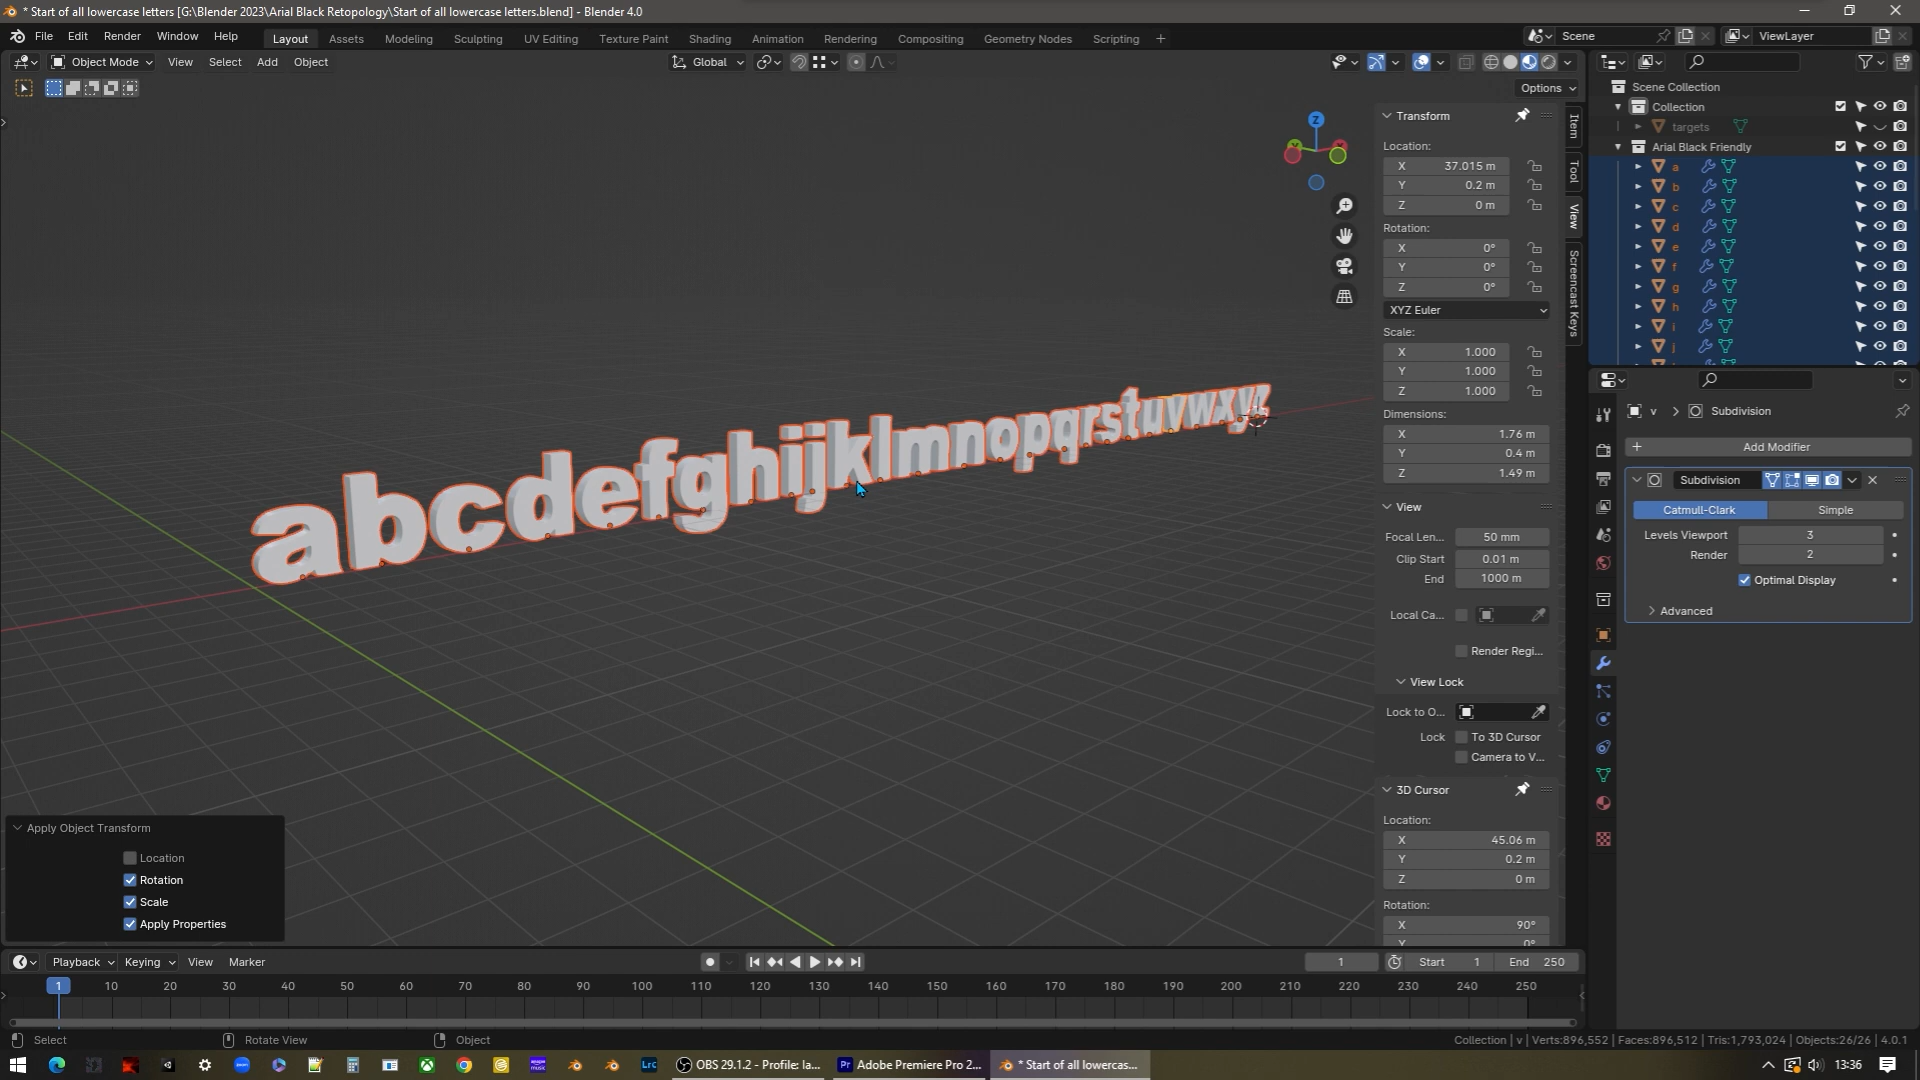 * Start of all lowercase letters [G:\Blender 2023\Arial Black Retopology\Start of all lowercase letters.blend] - Blender 4.0
File Edit Render Window Help Layout Assets Modeling Sculpting UV Editing Texture Paint Shading Animation Rendering Compositing Geometry Nodes Scripting + Scene ViewLayer
Object Mode View Select Add Object Global
Options
Transform
Location:
X 37.015 m
Y 0.2 m
Z 0 m
Rotation:
X 0°
Y 0°
Z 0°
XYZ Euler
Scale:
X 1.000
Y 1.000
Z 1.000
Dimensions:
X 1.76 m
Y 0.4 m
Z 1.49 m
View
Focal Len... 50 mm
Clip Start 0.01 m
End 1000 m
Local Ca...
Render Regi...
View Lock
Lock to O...
Lock To 3D Cursor
Camera to V...
3D Cursor
Location:
X 45.06 m
Y 0.2 m
Z 0 m
Rotation:
X 90°
Y 0°
Item
Tool
View
Screencast Keys
Z
abcdefghijklmnopqrstuvwxyz
Scene Collection
Collection
targets
Arial Black Friendly
a
b
c
d
e
f
g
h
i
j
v > Subdivision
+ Add Modifier
Subdivision
Catmull-Clark Simple
Levels Viewport 3
Render 2
Optimal Display
Advanced
Apply Object Transform
Location
Rotation
Scale
Apply Properties
Playback Keying View Marker 1 Start 1 End 250
1 10 20 30 40 50 60 70 80 90 100 110 120 130 140 150 160 170 180 190 200 210 220 230 240 250
Select Rotate View Object Collection | v | Verts:896,552 | Faces:896,512 | Tris:1,793,024 | Objects:26/26 | 4.0.1
Lrc OBS 29.1.2 - Profile: la... Pr Adobe Premiere Pro 2... * Start of all lowercas... 13:36